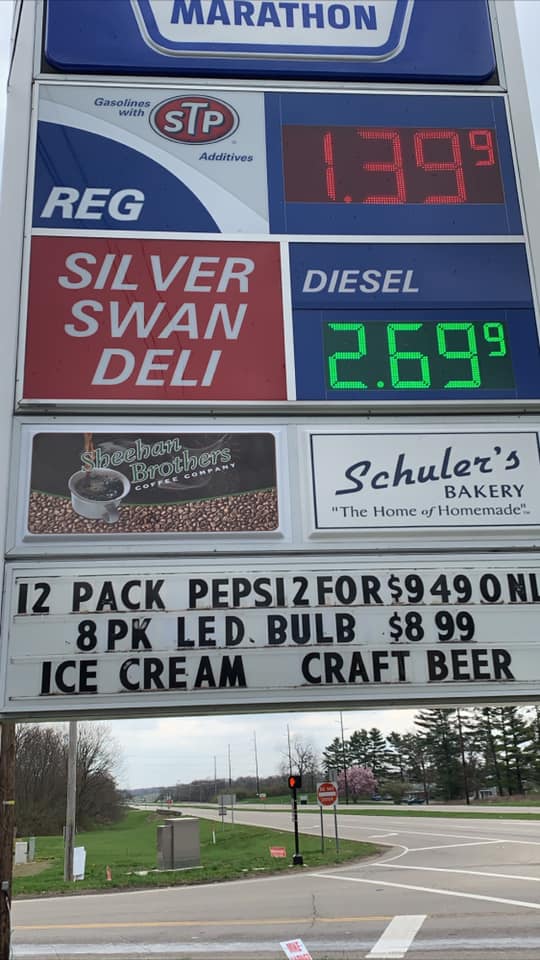 MARATHON
Gasolines
with
STP
Additives
REG
1.39 9
SILVER
SWAN
DELI
DIESEL
2.69 9
Sheehan
Brothers
COFFEE COMPANY
Schuler's
BAKERY
"The Home of Homemade"™
12 PACK PEPSI 2 FOR $9 49 ONL
8 PK LED. BULB $8 99
ICE CREAM CRAFT BEER